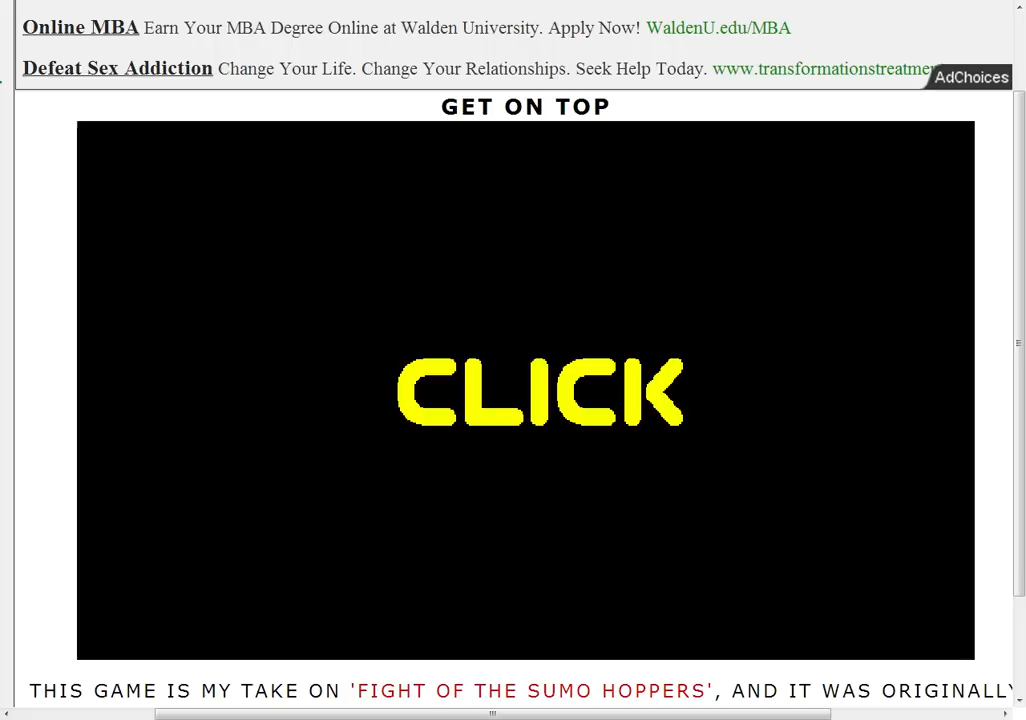 Online MBA Earn Your MBA Degree Online at Walden University. Apply Now! WaldenU.edu/MBA
Defeat Sex Addiction Change Your Life. Change Your Relationships. Seek Help Today.
AdChoices
GET ON TOP
CLICK
THIS GAME IS MY TAKE ON 'FIGHT OF THE SUMO HOPPERS', AND IT WAS ORIGINALLY